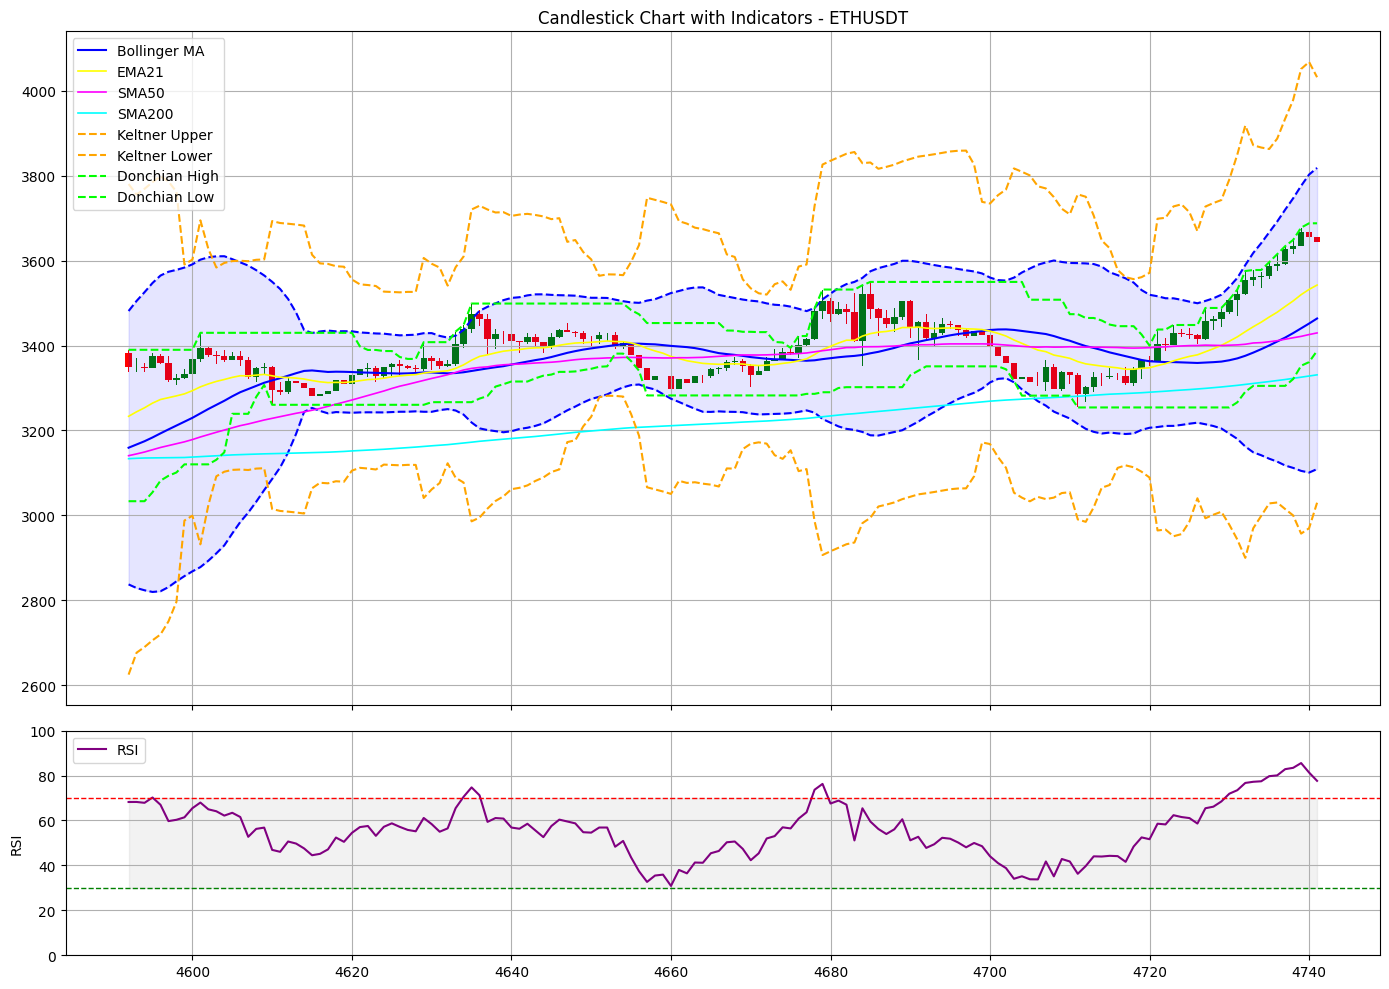 Candlestick Chart with Indicators - ETHUSDT
Bollinger MA
EMA21
SMA50
SMA200
Keltner Upper
Keltner Lower
Donchian High
Donchian Low
4000
3800
3600
3400
3200
3000
2800
2600
RSI
100
80
60
40
20
0
RSI
4600
4620
4640
4660
4680
4700
4720
4740